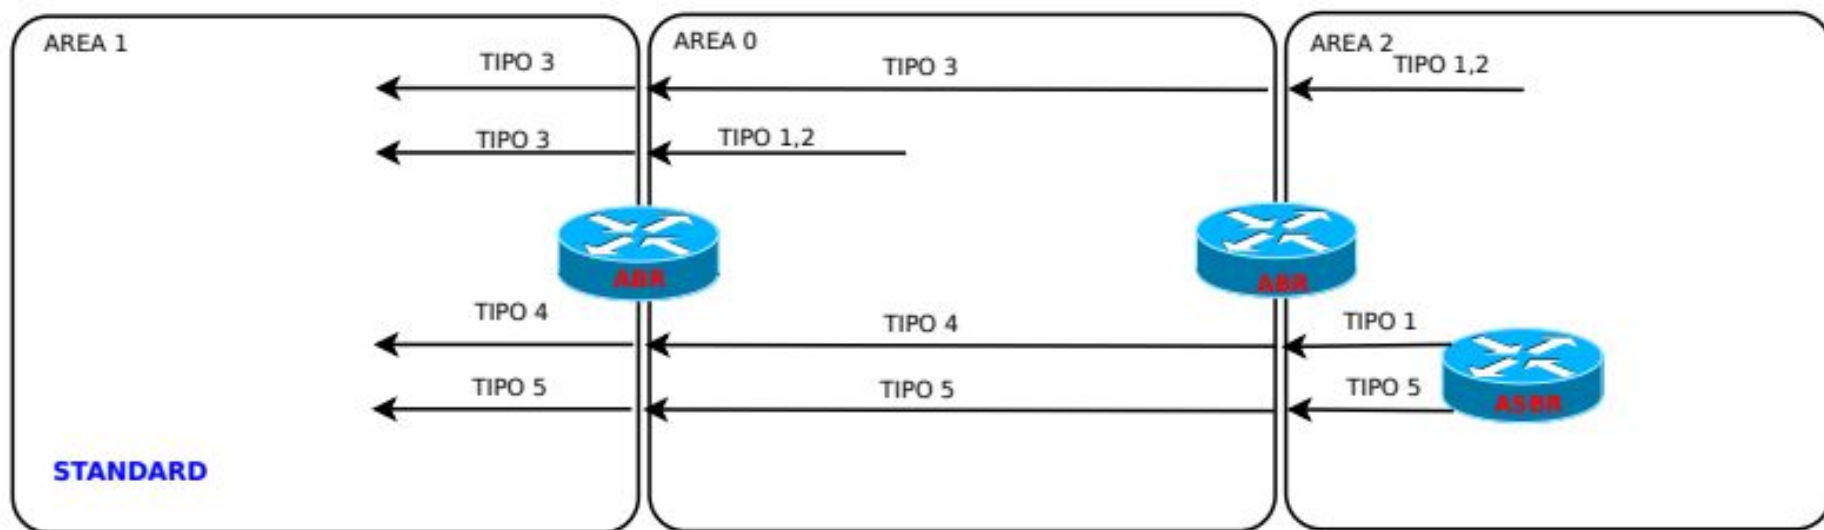 AREA 1
AREA 0
AREA 2
TIPO 3
TIPO 3
TIPO 1,2
TIPO 3
TIPO 1,2
ABR
ABR
TIPO 4
TIPO 4
TIPO 1
TIPO 5
TIPO 5
TIPO 5
ASBR
STANDARD